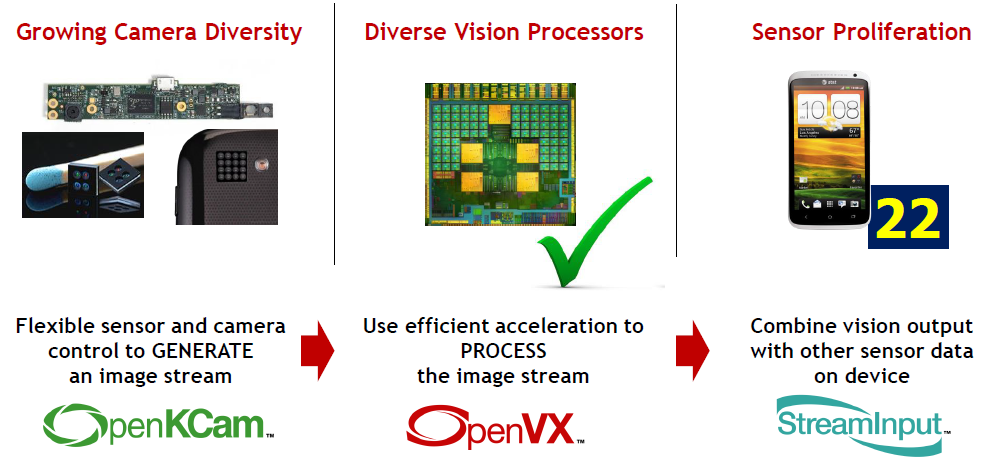 Growing Camera Diversity
Diverse Vision Processors
Sensor Proliferation
at&t
10 08
67°
22
Flexible sensor and camera
control to GENERATE
an image stream
Use efficient acceleration to
PROCESS
the image stream
Combine vision output
with other sensor data
on device
OpenKCam™
OpenVX™
StreamInput™